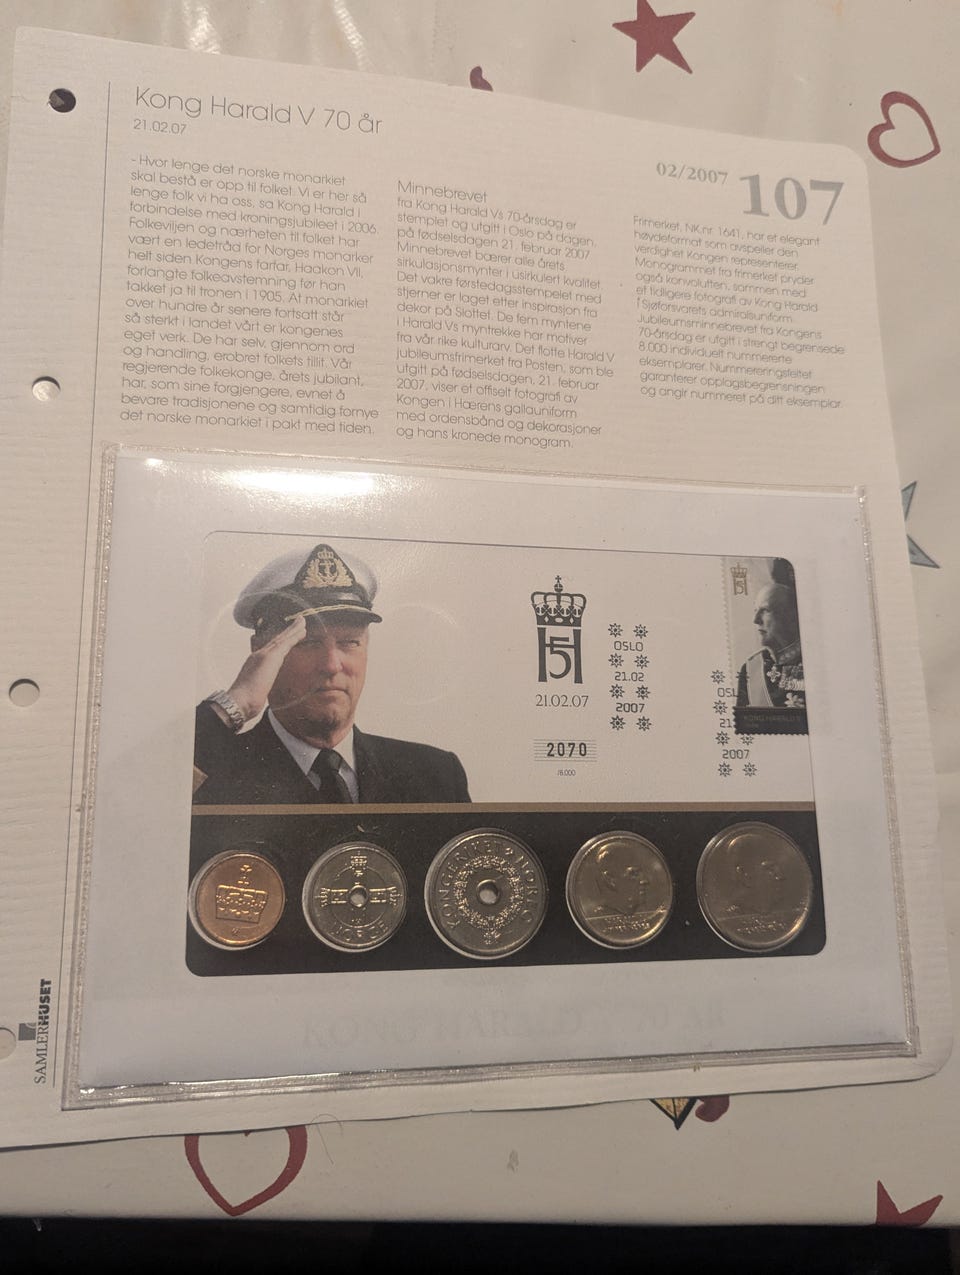 Kong Harald V 70 år
21.02.07
- Hvor lenge det norske monarkiet
skal bestå er opp til folket. Vi er her så
lenge folk vi ha oss, sa Kong Harald i
forbindelse med kroningsjubileet i 2006.
Folkeviljen og nærheten til folket har
vært en ledetråd for Norges monarker
helt siden Kongens farfar, Haakon VII,
forlangte folkeavstemning før han
takket ja til tronen i 1905. At monarkiet
over hundre år senere fortsatt står
så sterkt i landet vårt er kongenes
eget verk. De har selv, gjennom ord
og handling, erobret folkets tillit. Vår
regjerende folkekonge, årets jubilant,
har, som sine forgjengere, evnet å
bevare tradisjonene og samtidig fornye
det norske monarkiet i pakt med tiden.
Minnebrevet
fra Kong Harald Vs 70-årsdag er
stemplet og utgitt i Oslo på dagen,
på fødselsdagen 21. februar 2007.
Minnebrevet bærer alle årets
sirkulasjonsmynter i usirkulert kvalitet.
Det vakre førstedagsstempelet med
stjerner er laget etter inspirasjon fra
dekor på Slottet. De fem myntene
i Harald Vs myntrekke har motiver
fra vår rike kulturarv. Det flotte Harald V
jubileumsfrimerket fra Posten, som ble
utgitt på fødselsdagen, 21. februar
2007, viser et offiselt fotografi av
Kongen i Hærens gallauniform
med ordensbånd og dekorasjoner
og hans kronede monogram.
02/2007 107
Frimerket, NK.nr. 1641, har et elegant
høydeformat som avspeiler den
verdighet Kongen representerer.
Monogrammet fra frimerket pryder
også konvolutten, sammen med
et tidligere fotografi av Kong Harald
i Sjøforsvarets admiralsuniform.
Jubileumsminnebrevet fra Kongens
70-årsdag er utgitt i strengt begrensede
8.000 individuelt nummererte
eksemplarer. Nummereringsfeltet
garanterer opplagsbegrensningen
og angir nummeret på ditt eksemplar.
H5
21.02.07
2070
/8.000
OSLO
21.02
2007
OSL
21
2007
KONG HARALD V
NORGE
KONGERIKET NORGE
SAMLERHUSET